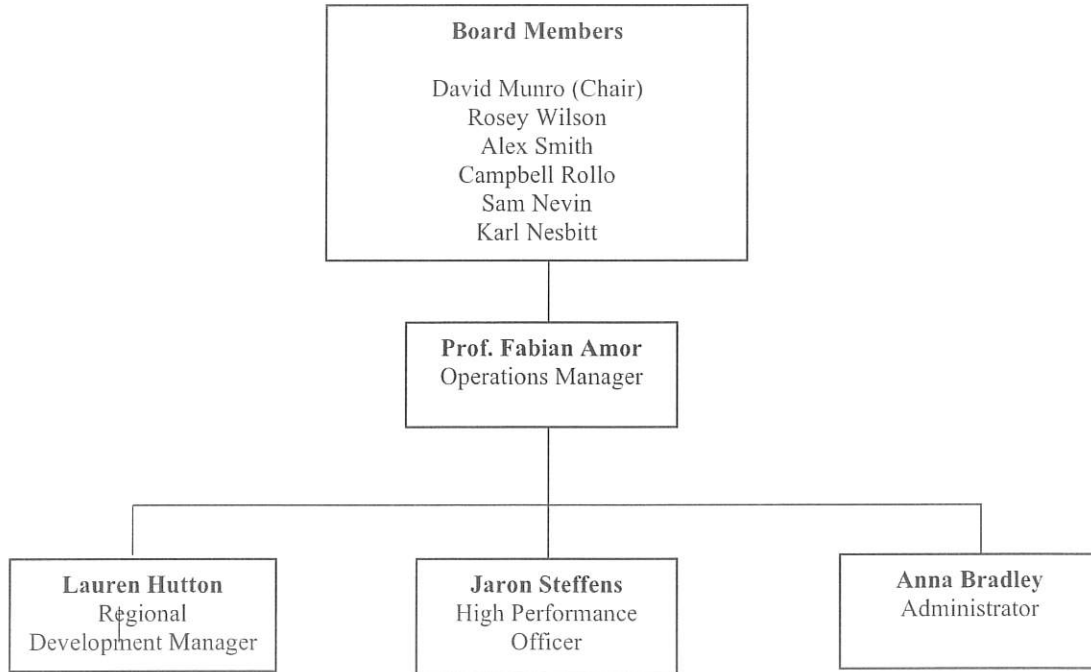 Board Members
David Munro (Chair)
Rosey Wilson
Alex Smith
Campbell Rollo
Sam Nevin
Karl Nesbitt
Prof. Fabian Amor
Operations Manager
Lauren Hutton
Regional
Development Manager
Jaron Steffens
High Performance
Officer
Anna Bradley
Administrator